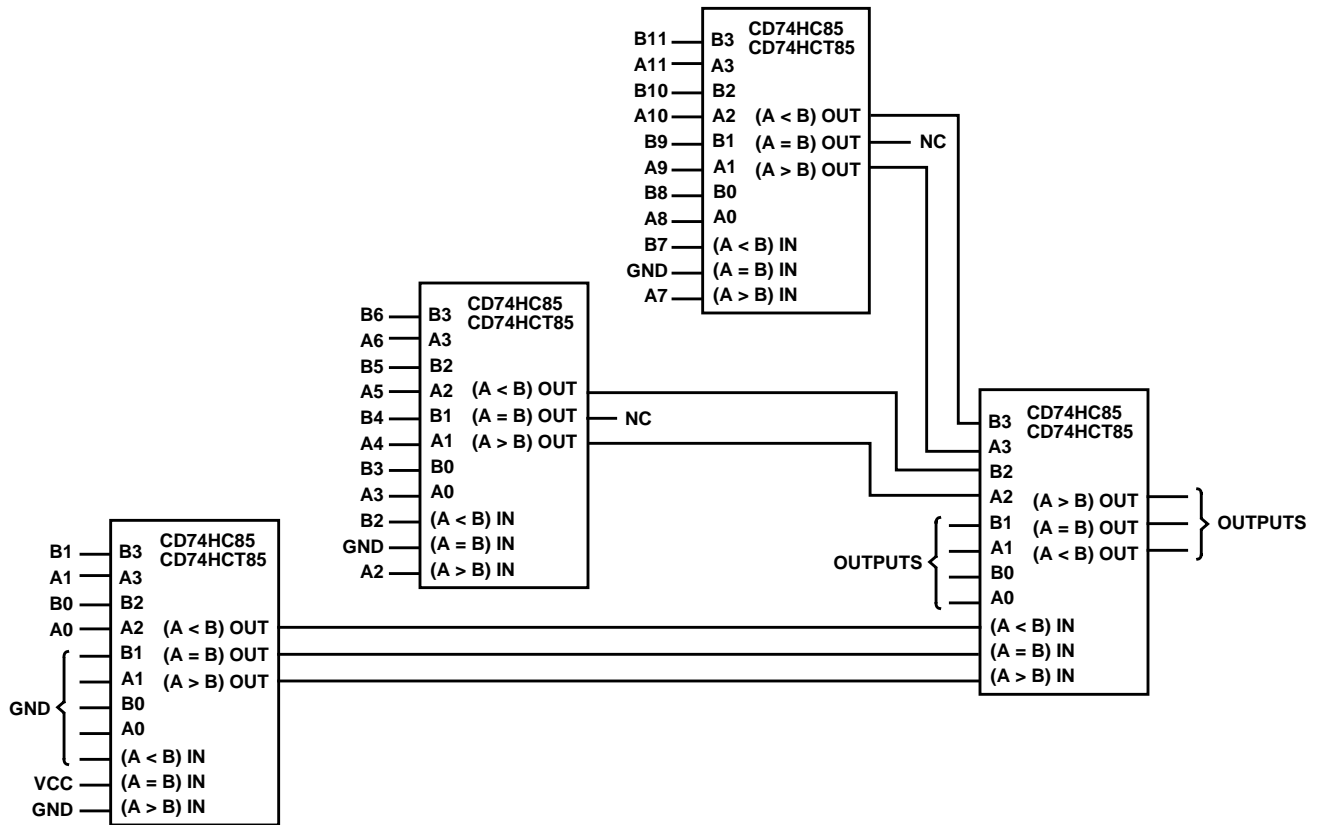 B11 B3 CD74HC85
A11 A3 CD74HCT85
B10 B2
A10 A2 (A < B) OUT
B9 B1 (A = B) OUT NC
A9 A1 (A > B) OUT
B8 B0
A8 A0
B7 (A < B) IN
GND (A = B) IN
A7 (A > B) IN
B6 B3 CD74HC85
A6 A3 CD74HCT85
B5 B2
A5 A2 (A < B) OUT
B4 B1 (A = B) OUT NC
A4 A1 (A > B) OUT
B3 B0
A3 A0
B2 (A < B) IN
GND (A = B) IN
A2 (A > B) IN
B1 B3 CD74HC85
A1 A3 CD74HCT85
B0 B2
A0 A2 (A < B) OUT
B1 (A = B) OUT
A1 (A > B) OUT
GND B0
A0
(A < B) IN
VCC (A = B) IN
GND (A > B) IN
B3 CD74HC85
A3 CD74HCT85
B2
A2 (A > B) OUT
B1 (A = B) OUT OUTPUTS
A1 (A < B) OUT
OUTPUTS
B0
A0
(A < B) IN
(A = B) IN
(A > B) IN